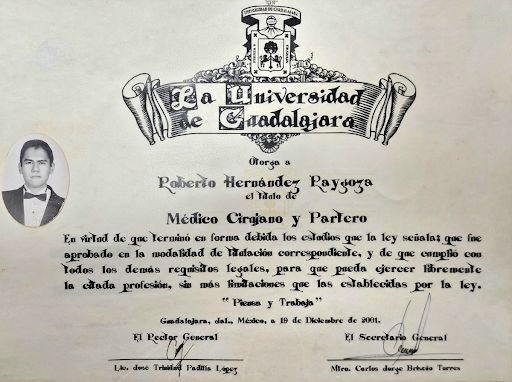 UNIVERSIDAD DE GUADALAJARA
La Universidad
de Guadalajara
Otorga a
Roberto Hernández Raygoza
el título de
Médico Cirujano y Partero
En virtud de que terminó en forma debida los estudios que la ley señala; que fue
aprobado en la modalidad de titulación correspondiente, y de que cumplió con
todos los demás requisitos legales, para que pueda ejercer libremente
la citada profesión, sin más limitaciones que las establecidas por la ley.
"Piensa y Trabaja"
Guadalajara, Jal., México, a 19 de Diciembre de 2001.
El Rector General
El Secretario General
Lic. José Trinidad Padilla López
Mtro. Carlos Jorge Briseño Torres